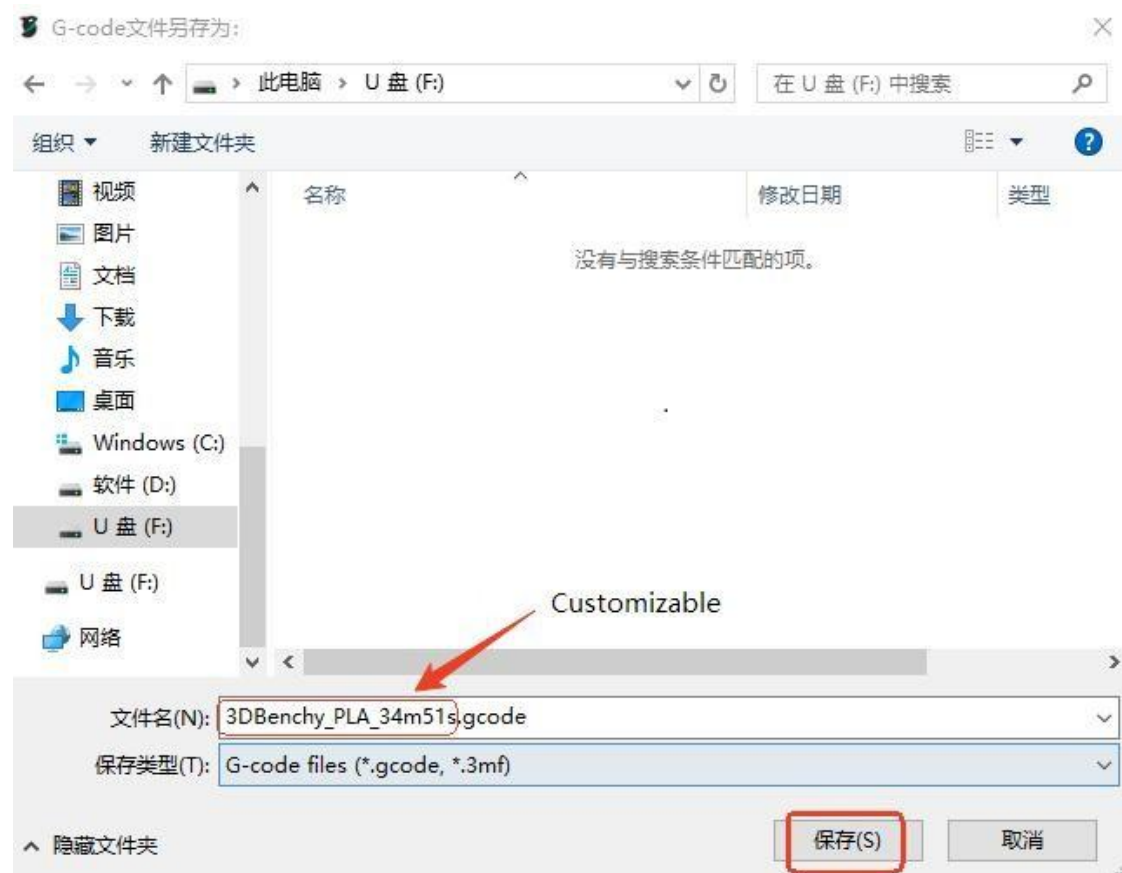 G-code文件另存为:
此电脑 › U 盘 (F:)
在 U 盘 (F:) 中搜索
组织
新建文件夹
视频
图片
文档
下载
音乐
桌面
Windows (C:)
软件 (D:)
U 盘 (F:)
U 盘 (F:)
网络
名称
修改日期
类型
没有与搜索条件匹配的项。
Customizable
文件名(N): 3DBenchy_PLA_34m51s.gcode
保存类型(T): G-code files (*.gcode, *.3mf)
隐藏文件夹
保存(S)
取消